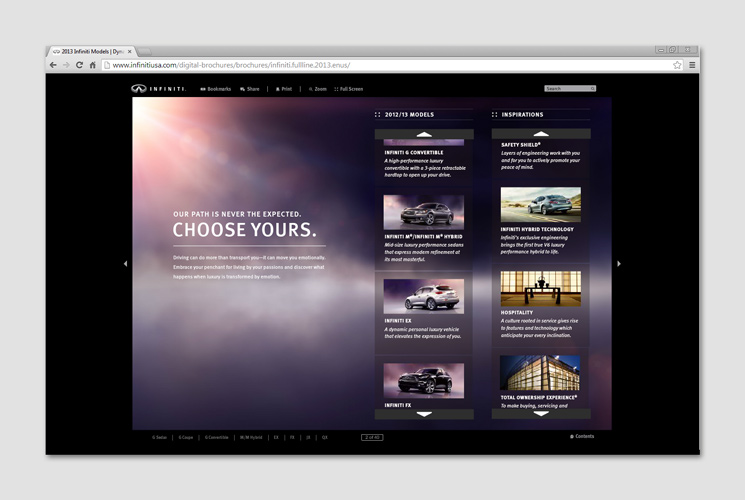 2013 Infiniti Models | Dyna
www.infinitiusa.com/digital-brochures/brochures/infiniti.fullline.2013.enus/
INFINITI.
Bookmarks
Share
Print
Zoom
Full Screen
Search
2012/13 MODELS
INFINITI G CONVERTIBLE
A high-performance luxury
convertible with a 3-piece retractable
hardtop to open up your drive.
INFINITI M®/INFINITI M® HYBRID
Mid-size luxury performance sedans
that express modern refinement at
its most masterful.
INFINITI EX
A dynamic personal luxury vehicle
that elevates the expression of you.
INFINITI FX
INSPIRATIONS
SAFETY SHIELD®
Layers of engineering work with you
and for you to actively promote your
peace of mind.
INFINITI HYBRID TECHNOLOGY
Infiniti's exclusive engineering
brings the first true V6 luxury
performance hybrid to life.
HOSPITALITY
A culture rooted in service gives rise
to features and technology which
anticipate your every inclination.
TOTAL OWNERSHIP EXPERIENCE®
To make buying, servicing and
OUR PATH IS NEVER THE EXPECTED.
CHOOSE YOURS.
Driving can do more than transport you—it can move you emotionally.
Embrace your penchant for living by your passions and discover what
happens when luxury is transformed by emotion.
G Sedan | G Coupe | G Convertible | M/M Hybrid | EX | FX | JX | QX
2 of 45
Contents